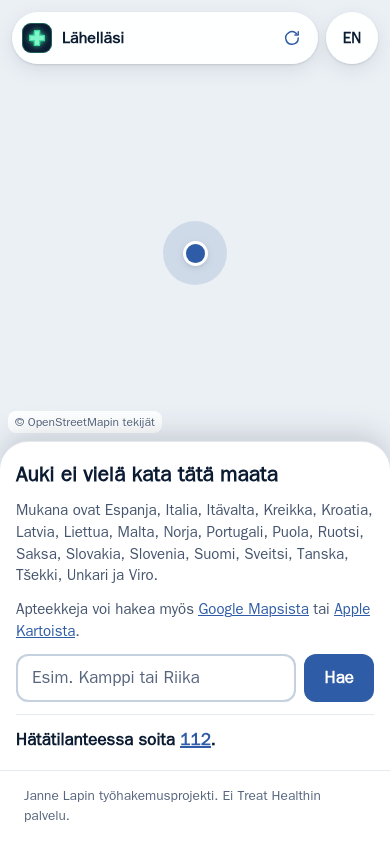 Lähelläsi
EN
© OpenStreetMapin tekijät
Auki ei vielä kata tätä maata
Mukana ovat Espanja, Italia, Itävalta, Kreikka, Kroatia,
Latvia, Liettua, Malta, Norja, Portugali, Puola, Ruotsi,
Saksa, Slovakia, Slovenia, Suomi, Sveitsi, Tanska,
Tšekki, Unkari ja Viro.
Apteekkeja voi hakea myös Google Mapsista tai Apple
Kartoista.
Esim. Kamppi tai Riika
Hae
Hätätilanteessa soita 112.
Janne Lapin työhakemusprojekti. Ei Treat Healthin
palvelu.